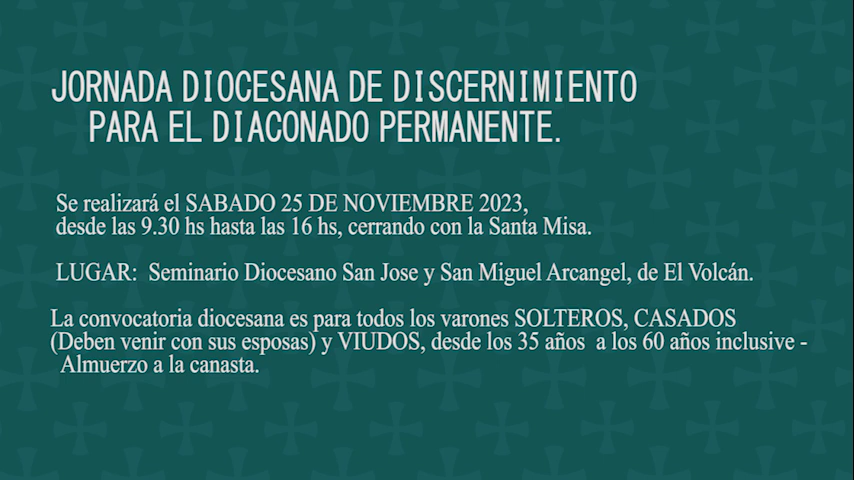 JORNADA DIOCESANA DE DISCERNIMIENTO
PARA EL DIACONADO PERMANENTE.
Se realizará el SABADO 25 DE NOVIEMBRE 2023,
desde las 9.30 hs hasta las 16 hs, cerrando con la Santa Misa.
LUGAR: Seminario Diocesano San Jose y San Miguel Arcangel, de El Volcán.
La convocatoria diocesana es para todos los varones SOLTEROS, CASADOS
(Deben venir con sus esposas) y VIUDOS, desde los 35 años a los 60 años inclusive -
Almuerzo a la canasta.